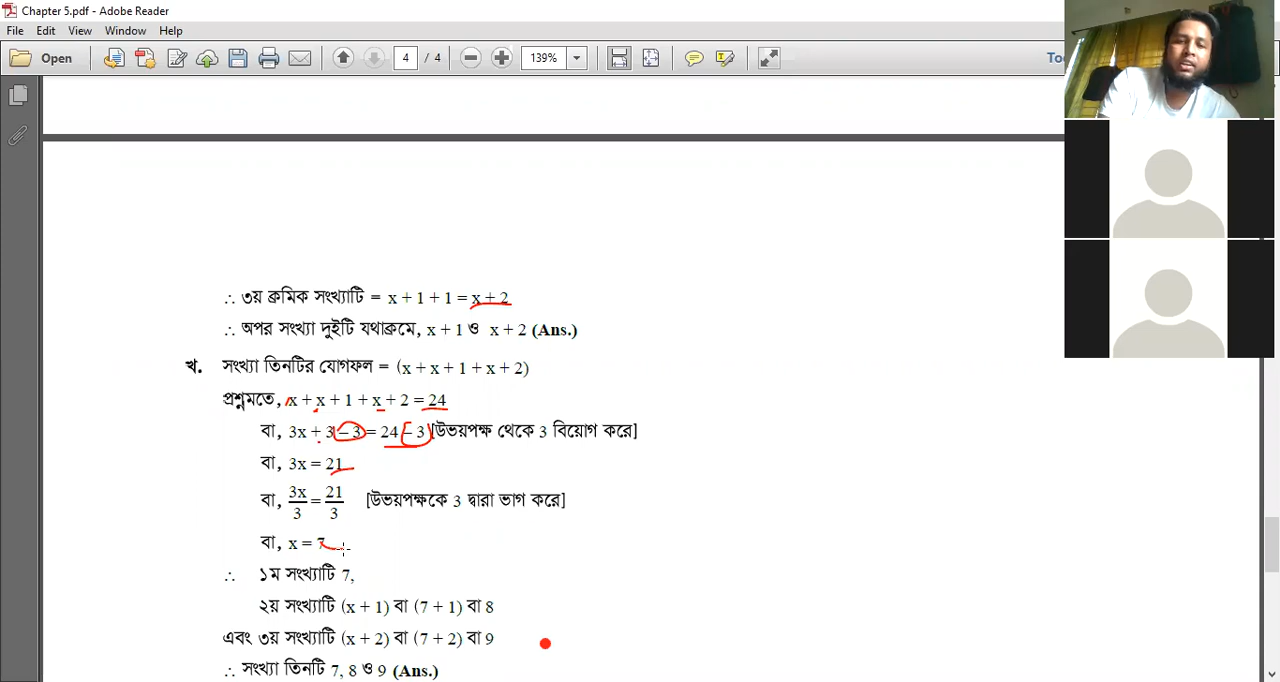 Chapter 5.pdf - Adobe Reader
File Edit View Window Help
Open 4 / 4 139%
∴ ৩য় ক্রমিক সংখ্যাটি = x + 1 + 1 = x + 2
∴ অপর সংখ্যা দুইটি যথাক্রমে, x + 1 ও x + 2 (Ans.)
খ. সংখ্যা তিনটির যোগফল = (x + x + 1 + x + 2)
প্রশ্নমতে, x + x + 1 + x + 2 = 24
বা, 3x + 3 – 3 = 24 – 3 [উভয়পক্ষ থেকে 3 বিয়োগ করে]
বা, 3x = 21
বা, 3x/3 = 21/3 [উভয়পক্ষকে 3 দ্বারা ভাগ করে]
বা, x = 7
∴ ১ম সংখ্যাটি 7,
২য় সংখ্যাটি (x + 1) বা (7 + 1) বা 8
এবং ৩য় সংখ্যাটি (x + 2) বা (7 + 2) বা 9
∴ সংখ্যা তিনটি 7, 8 ও 9 (Ans.)